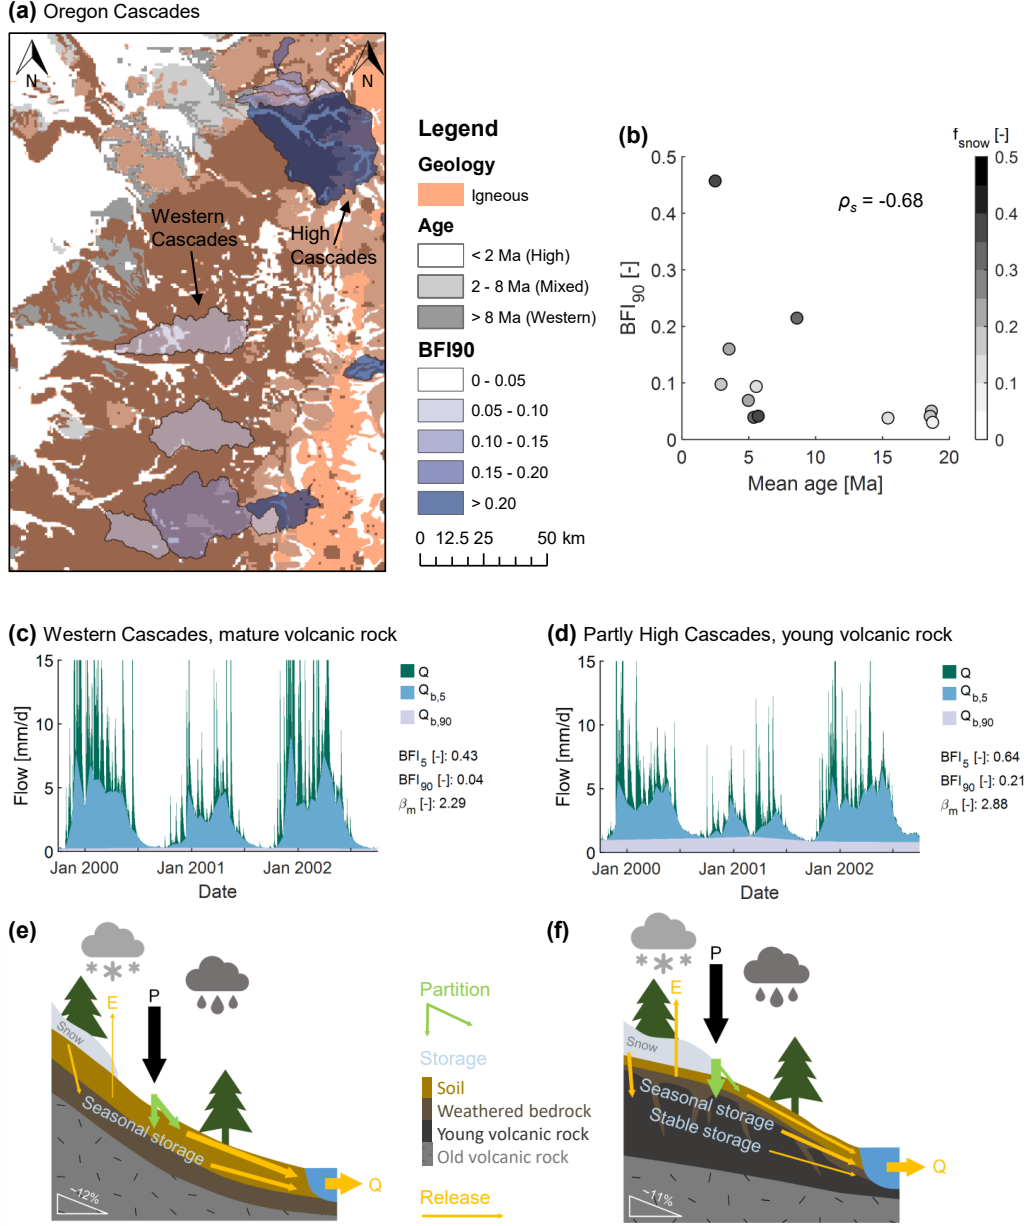 (a) Oregon Cascades
N
N
Western
Cascades
High
Cascades
Legend
Geology
Igneous
Age
< 2 Ma (High)
2 - 8 Ma (Mixed)
> 8 Ma (Western)
BFI90
0 - 0.05
0.05 - 0.10
0.10 - 0.15
0.15 - 0.20
> 0.20
0 12.5 25 50 km
(b)
f_snow [-]
0.5
0.4
0.3
0.2
0.1
0
BFI_90 [-]
0 5 10 15 20
Mean age [Ma]
ρ_s = -0.68
0.5
0.4
0.3
0.2
0.1
0
(c) Western Cascades, mature volcanic rock
15
10
5
0
Flow [mm/d]
Jan 2000 Jan 2001 Jan 2002
Date
Q
Q_b,5
Q_b,90
BFI_5 [-]: 0.43
BFI_90 [-]: 0.04
β_m [-]: 2.29
(d) Partly High Cascades, young volcanic rock
15
10
5
0
Flow [mm/d]
Jan 2000 Jan 2001 Jan 2002
Date
Q
Q_b,5
Q_b,90
BFI_5 [-]: 0.64
BFI_90 [-]: 0.21
β_m [-]: 2.88
(e)
E
P
Snow
Seasonal storage
Q
~12%
Partition
Storage
Soil
Weathered bedrock
Young volcanic rock
Old volcanic rock
Release
(f)
E
P
Snow
Seasonal storage
Stable storage
Q
~11%